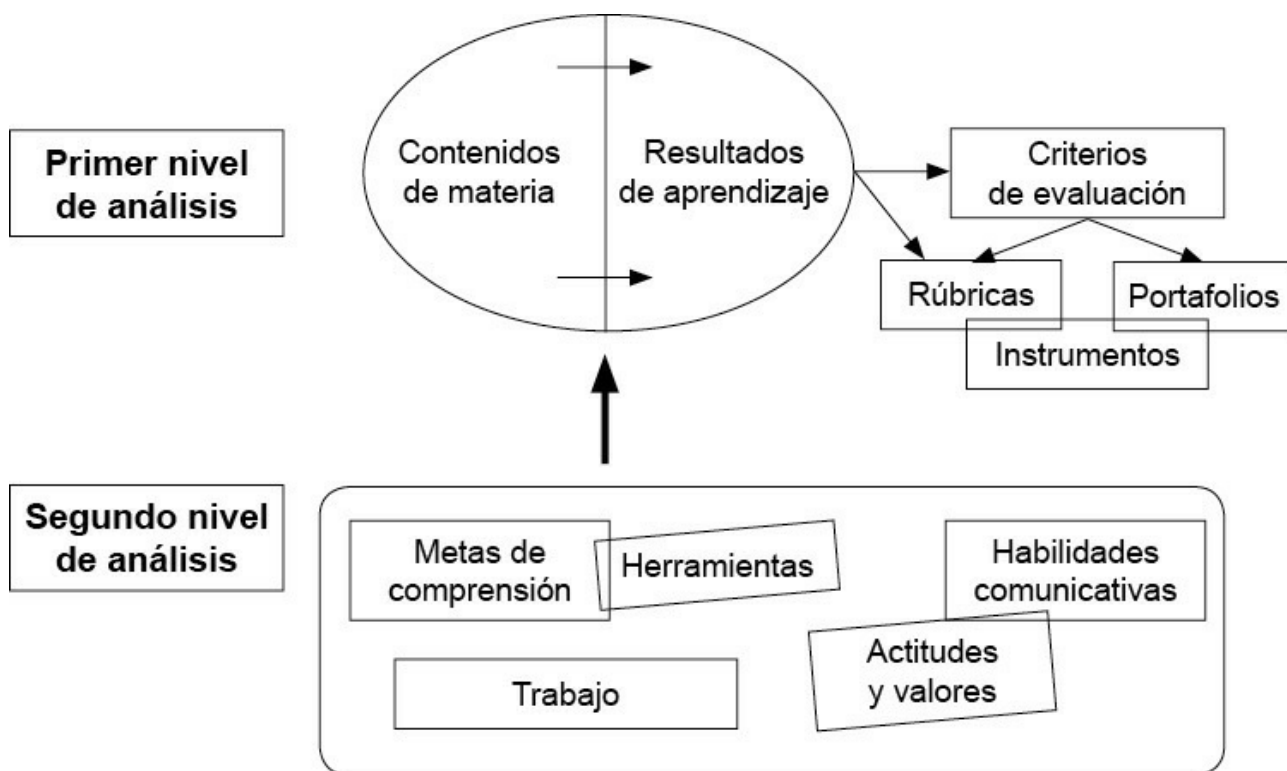 Primer nivel
de análisis
Contenidos
de materia
Resultados
de aprendizaje
Criterios
de evaluación
Rúbricas
Portafolios
Instrumentos
Segundo nivel
de análisis
Metas de
comprensión
Herramientas
Habilidades
comunicativas
Trabajo
Actitudes
y valores